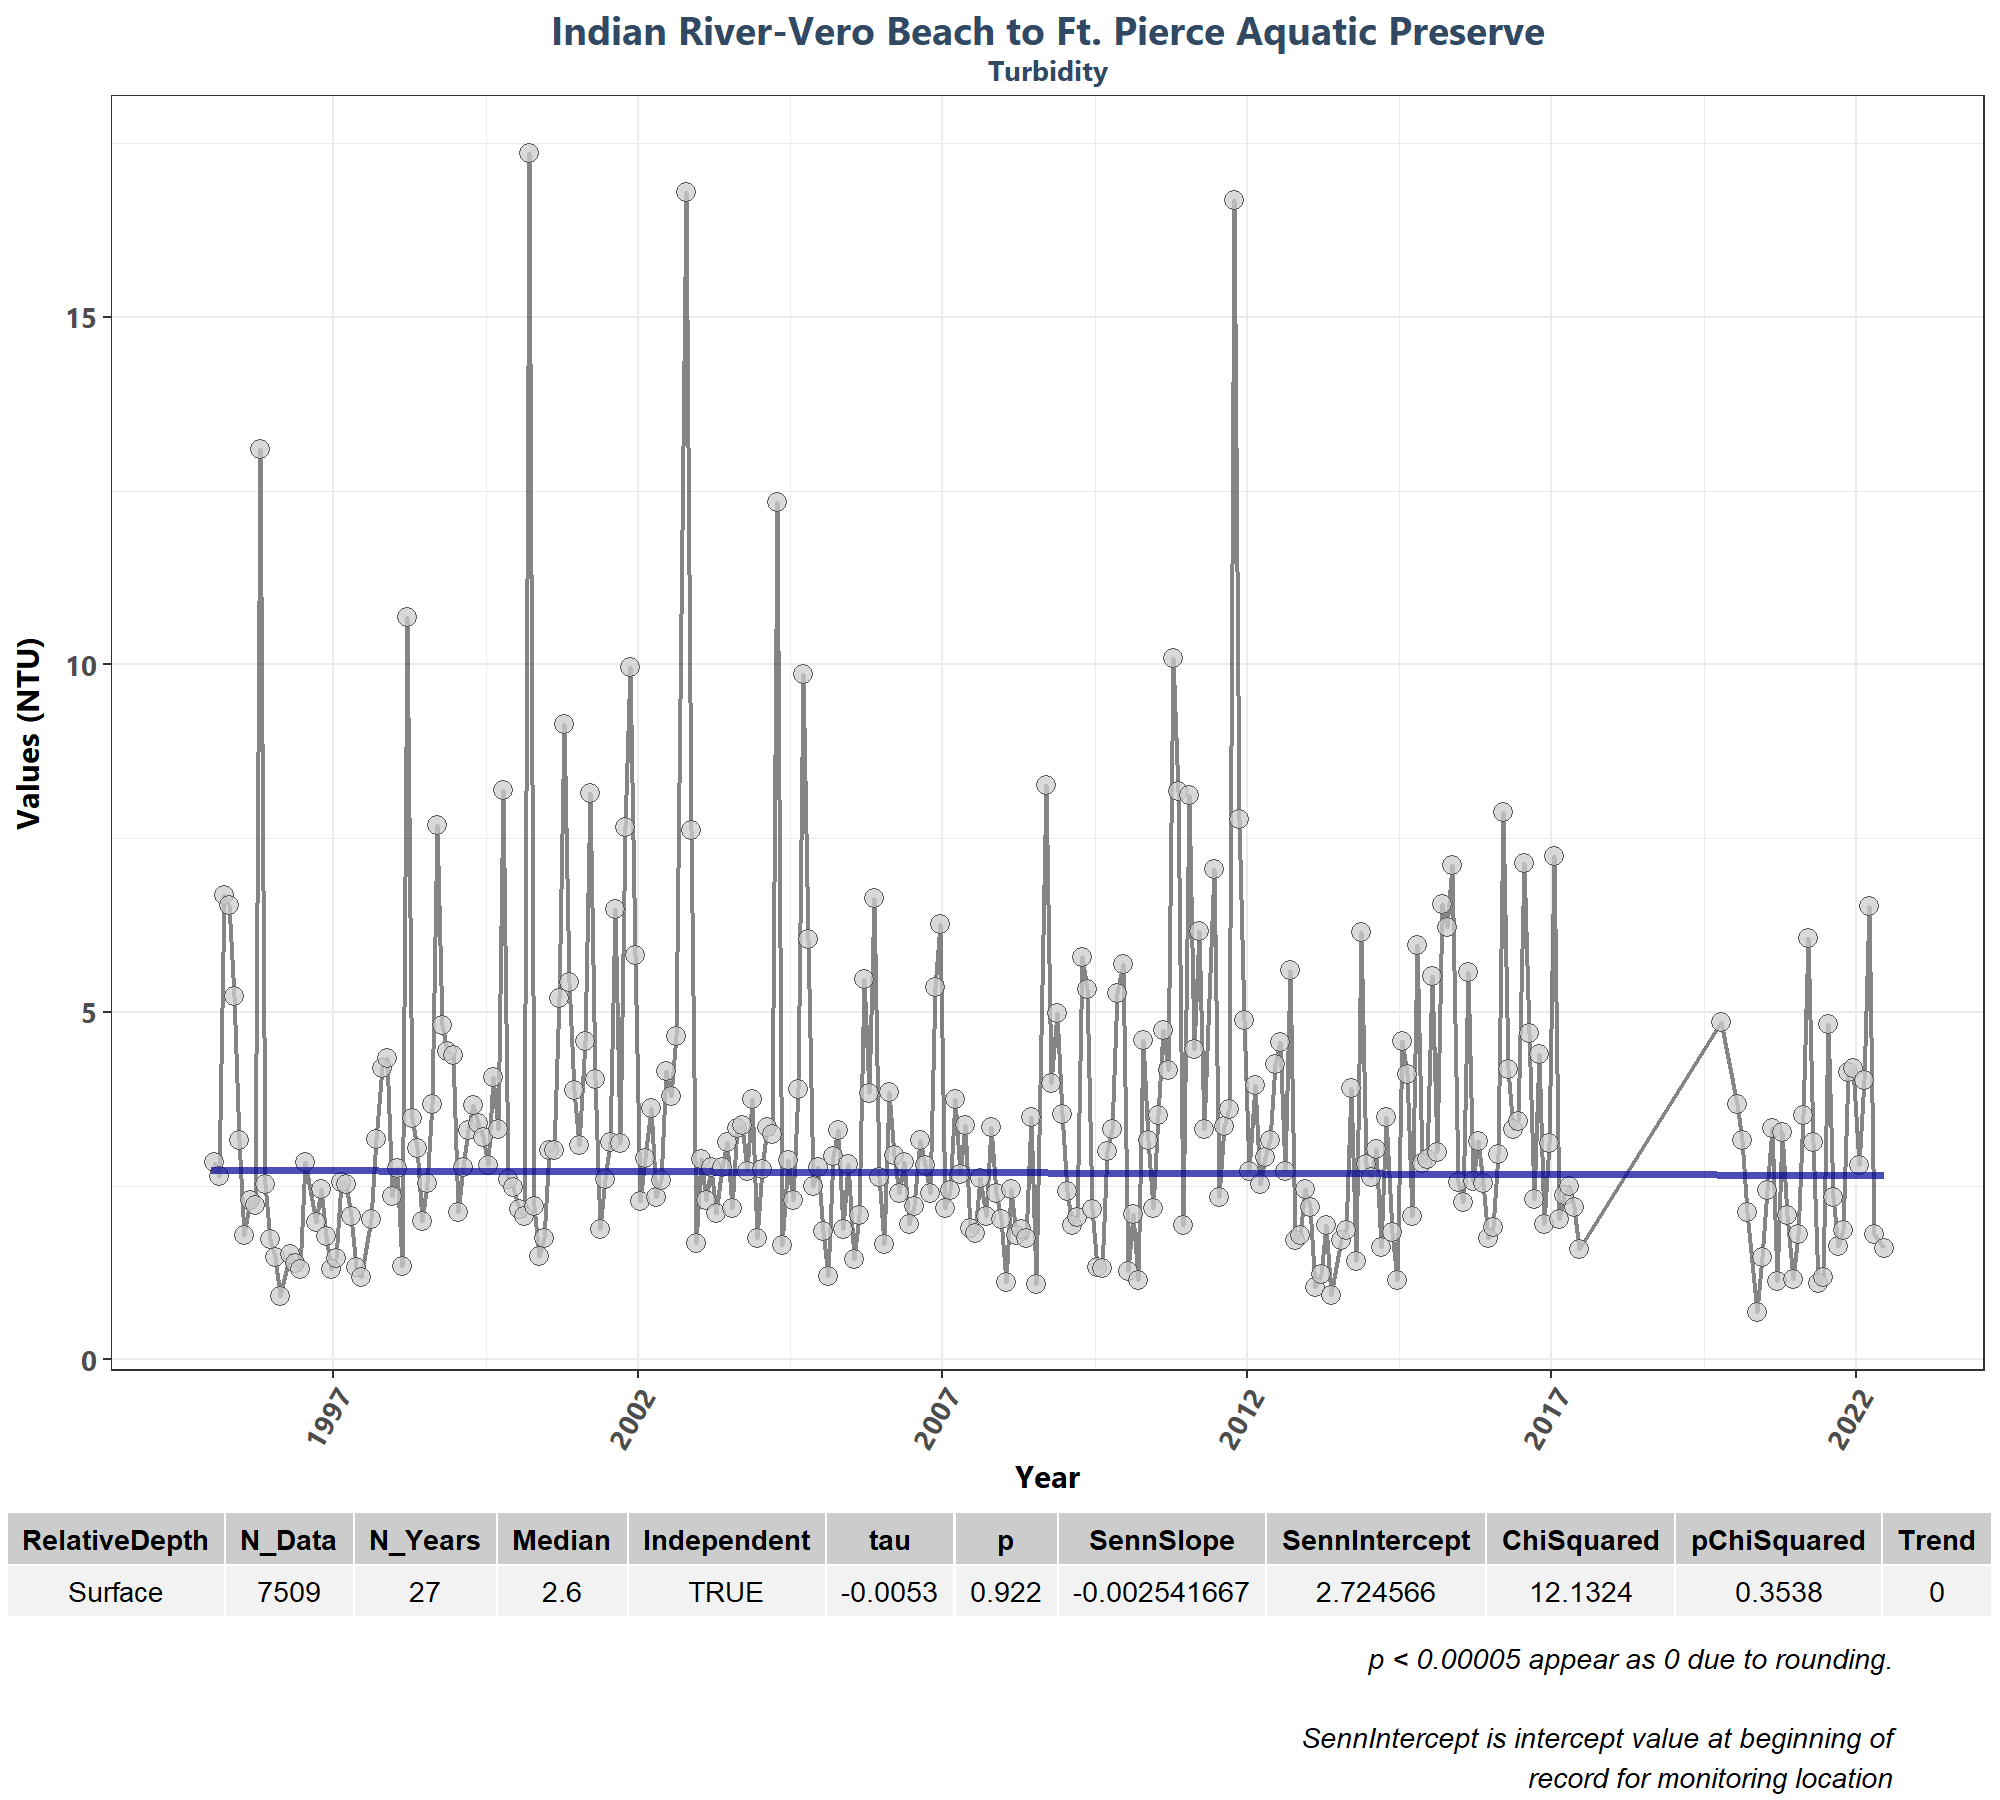 Indian River-Vero Beach to Ft. Pierce Aquatic Preserve
Turbidity
Values (NTU)
15
10
5
0
1997 2002 2007 2012 2017 2022
Year
RelativeDepth N_Data N_Years Median Independent tau p SennSlope SennIntercept ChiSquared pChiSquared Trend
Surface 7509 27 2.6 TRUE -0.0053 0.922 -0.002541667 2.724566 12.1324 0.3538 0
p < 0.00005 appear as 0 due to rounding.
SennIntercept is intercept value at beginning of
record for monitoring location